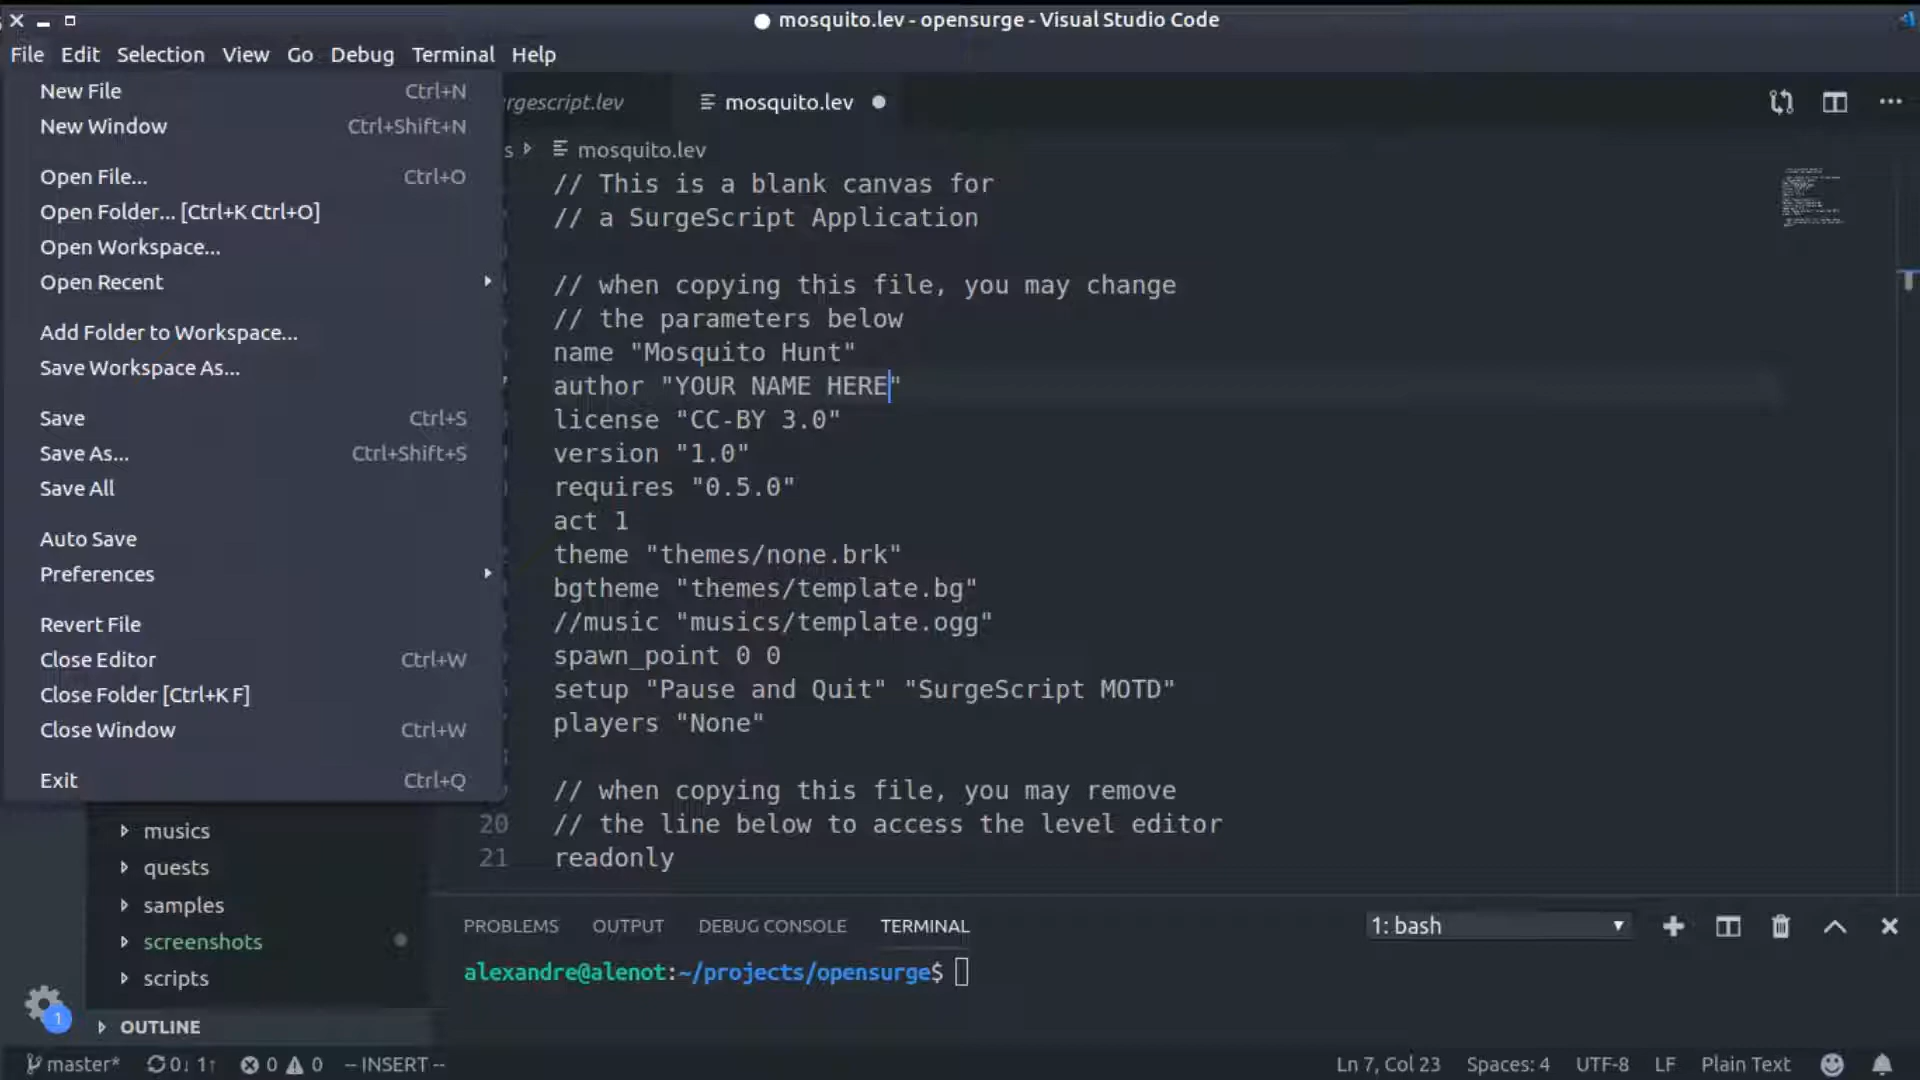 mosquito.lev - opensurge - Visual Studio Code
File Edit Selection View Go Debug Terminal Help
New File Ctrl+N
New Window Ctrl+Shift+N
Open File... Ctrl+O
Open Folder... [Ctrl+K Ctrl+O]
Open Workspace...
Open Recent
Add Folder to Workspace...
Save Workspace As...
Save Ctrl+S
Save As... Ctrl+Shift+S
Save All
Auto Save
Preferences
Revert File
Close Editor Ctrl+W
Close Folder [Ctrl+K F]
Close Window Ctrl+W
Exit Ctrl+Q
musics
quests
samples
screenshots
scripts
OUTLINE
1
rgescript.lev mosquito.lev
s mosquito.lev
// This is a blank canvas for
// a SurgeScript Application
// when copying this file, you may change
// the parameters below
name "Mosquito Hunt"
author "YOUR NAME HERE"
license "CC-BY 3.0"
version "1.0"
requires "0.5.0"
act 1
theme "themes/none.brk"
bgtheme "themes/template.bg"
//music "musics/template.ogg"
spawn_point 0 0
setup "Pause and Quit" "SurgeScript MOTD"
players "None"
// when copying this file, you may remove
20 // the line below to access the level editor
21 readonly
PROBLEMS OUTPUT DEBUG CONSOLE TERMINAL 1: bash
alexandre@alenot:~/projects/opensurge$
master* 0↓ 1↑ 0 0 -- INSERT -- Ln 7, Col 23 Spaces: 4 UTF-8 LF Plain Text